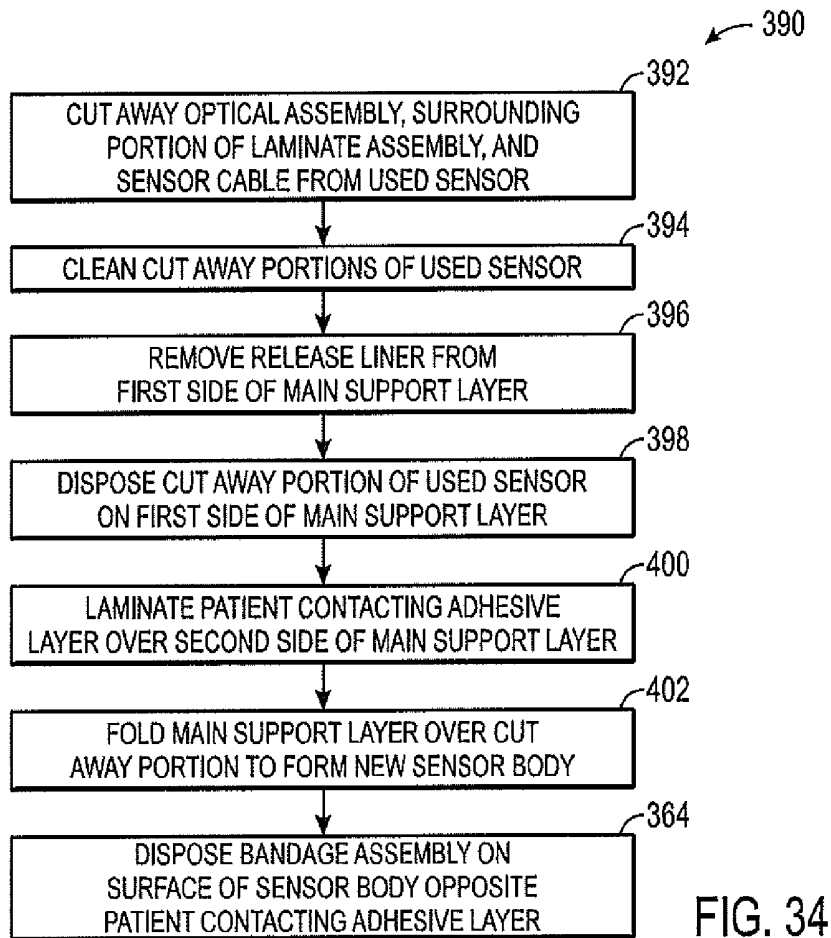 390
392
CUT AWAY OPTICAL ASSEMBLY, SURROUNDING
PORTION OF LAMINATE ASSEMBLY, AND
SENSOR CABLE FROM USED SENSOR
394
CLEAN CUT AWAY PORTIONS OF USED SENSOR
396
REMOVE RELEASE LINER FROM
FIRST SIDE OF MAIN SUPPORT LAYER
398
DISPOSE CUT AWAY PORTION OF USED SENSOR
ON FIRST SIDE OF MAIN SUPPORT LAYER
400
LAMINATE PATIENT CONTACTING ADHESIVE
LAYER OVER SECOND SIDE OF MAIN SUPPORT LAYER
402
FOLD MAIN SUPPORT LAYER OVER CUT
AWAY PORTION TO FORM NEW SENSOR BODY
364
DISPOSE BANDAGE ASSEMBLY ON
SURFACE OF SENSOR BODY OPPOSITE
PATIENT CONTACTING ADHESIVE LAYER
FIG. 34